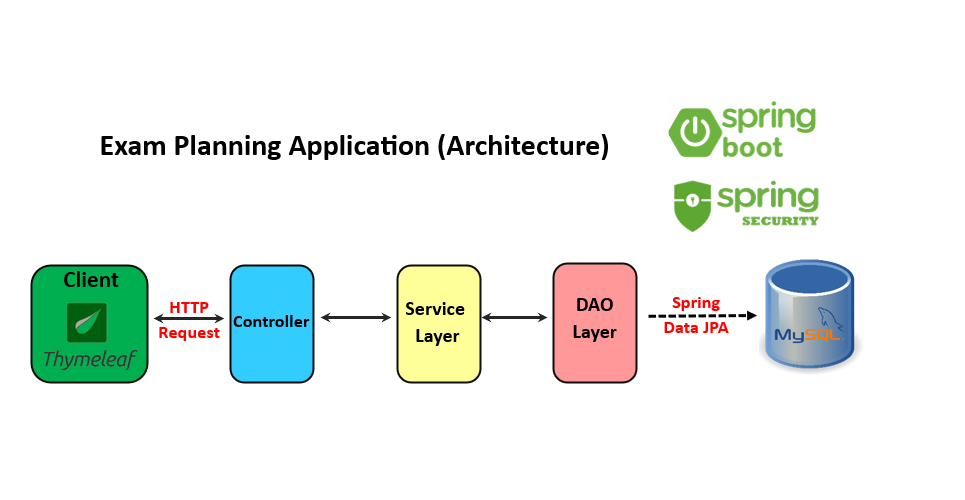 Exam Planning Application (Architecture)
spring
boot
spring
SECURITY
Client
Thymeleaf
HTTP
Request
Controller
Service
Layer
DAO
Layer
Spring
Data JPA
MySQL